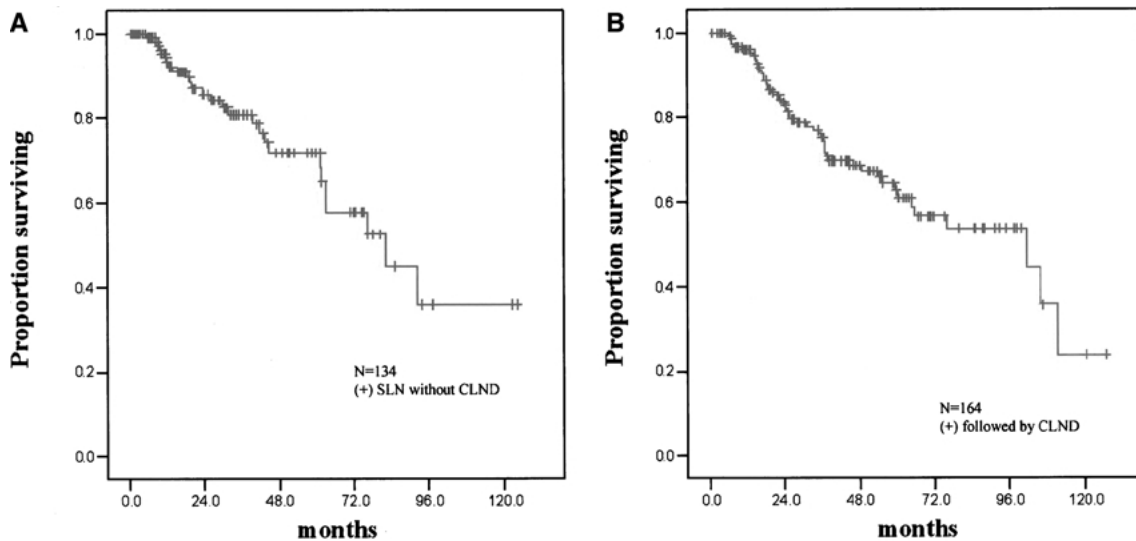 A
Proportion surviving
1.0
0.8
0.6
0.4
0.2
0.0
N=134
(+) SLN without CLND
0.0 24.0 48.0 72.0 96.0 120.0
months
B
Proportion surviving
1.0
0.8
0.6
0.4
0.2
0.0
N=164
(+) followed by CLND
0.0 24.0 48.0 72.0 96.0 120.0
months